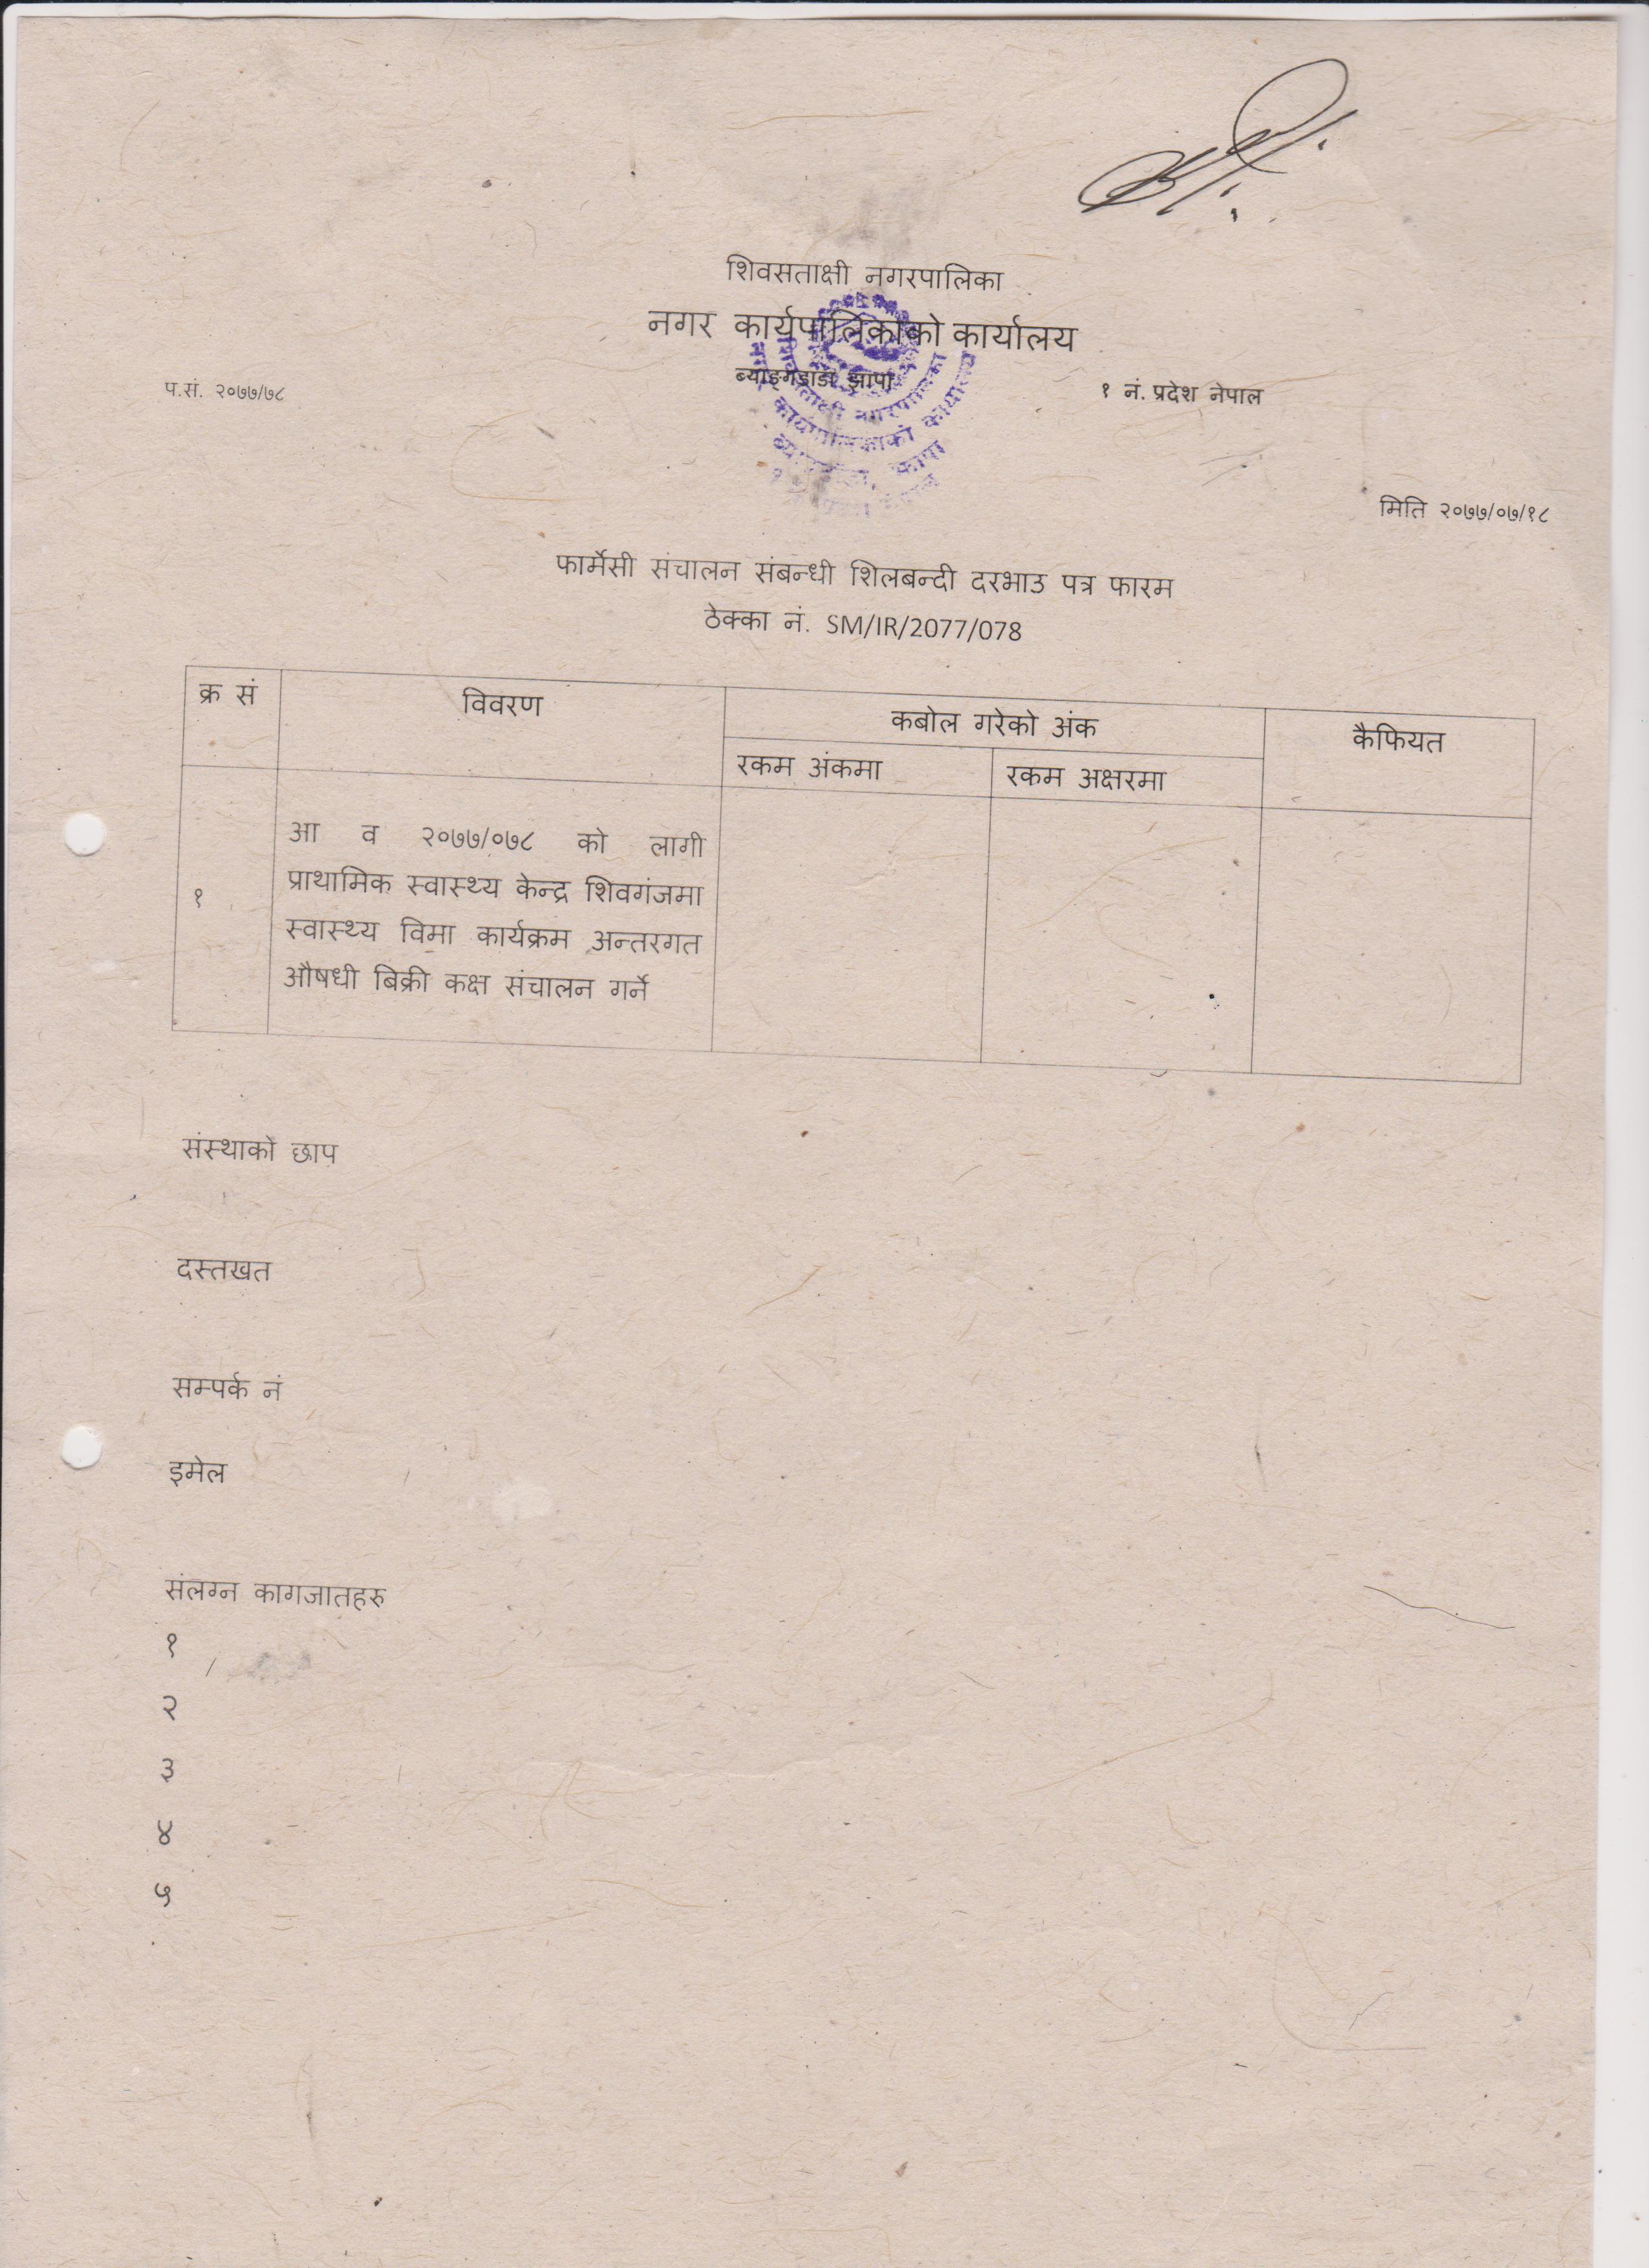 शिवसताक्षी नगरपालिका
नगर कार्यपालिकाको कार्यालय
ब्याङ्गडाडा झापा
प.सं. २०७७/७८
१ नं. प्रदेश नेपाल
मिति २०७७/०७/१८
फार्मेसी संचालन संबन्धी शिलबन्दी दरभाउ पत्र फारम
ठेक्का नं. SM/IR/2077/078
क्र सं विवरण कबोल गरेको अंक कैफियत
रकम अंकमा रकम अक्षरमा
आ व २०७७/०७८ को लागी
१ प्राथामिक स्वास्थ्य केन्द्र शिवगंजमा
स्वास्थ्य विमा कार्यक्रम अन्तरगत
औषधी बिक्री कक्ष संचालन गर्ने
संस्थाको छाप
दस्तखत
सम्पर्क नं
इमेल
संलग्न कागजातहरु
१
२
३
४
५